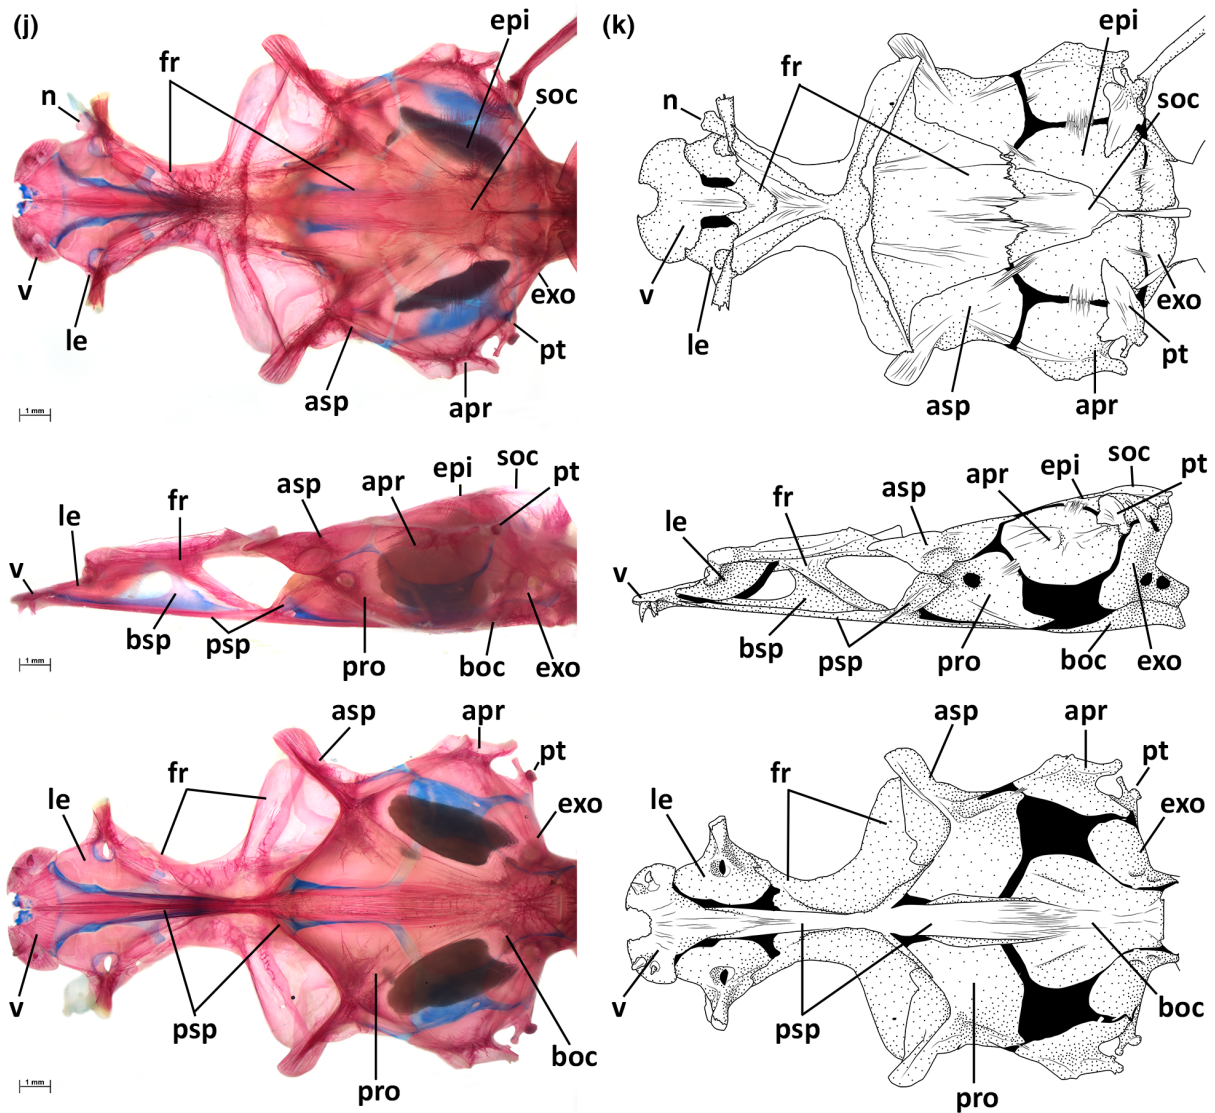 (j)
epi
fr
n
soc
v
le
exo
pt
asp
apr
1 mm
(k)
epi
fr
n
soc
v
le
exo
pt
asp
apr
soc
epi
pt
apr
asp
fr
le
v
bsp
psp
pro
boc
exo
1 mm
soc
epi
pt
apr
asp
fr
le
v
bsp
psp
pro
boc
exo
asp
apr
pt
fr
le
exo
v
psp
boc
pro
1 mm
asp
apr
pt
fr
le
exo
v
psp
boc
pro